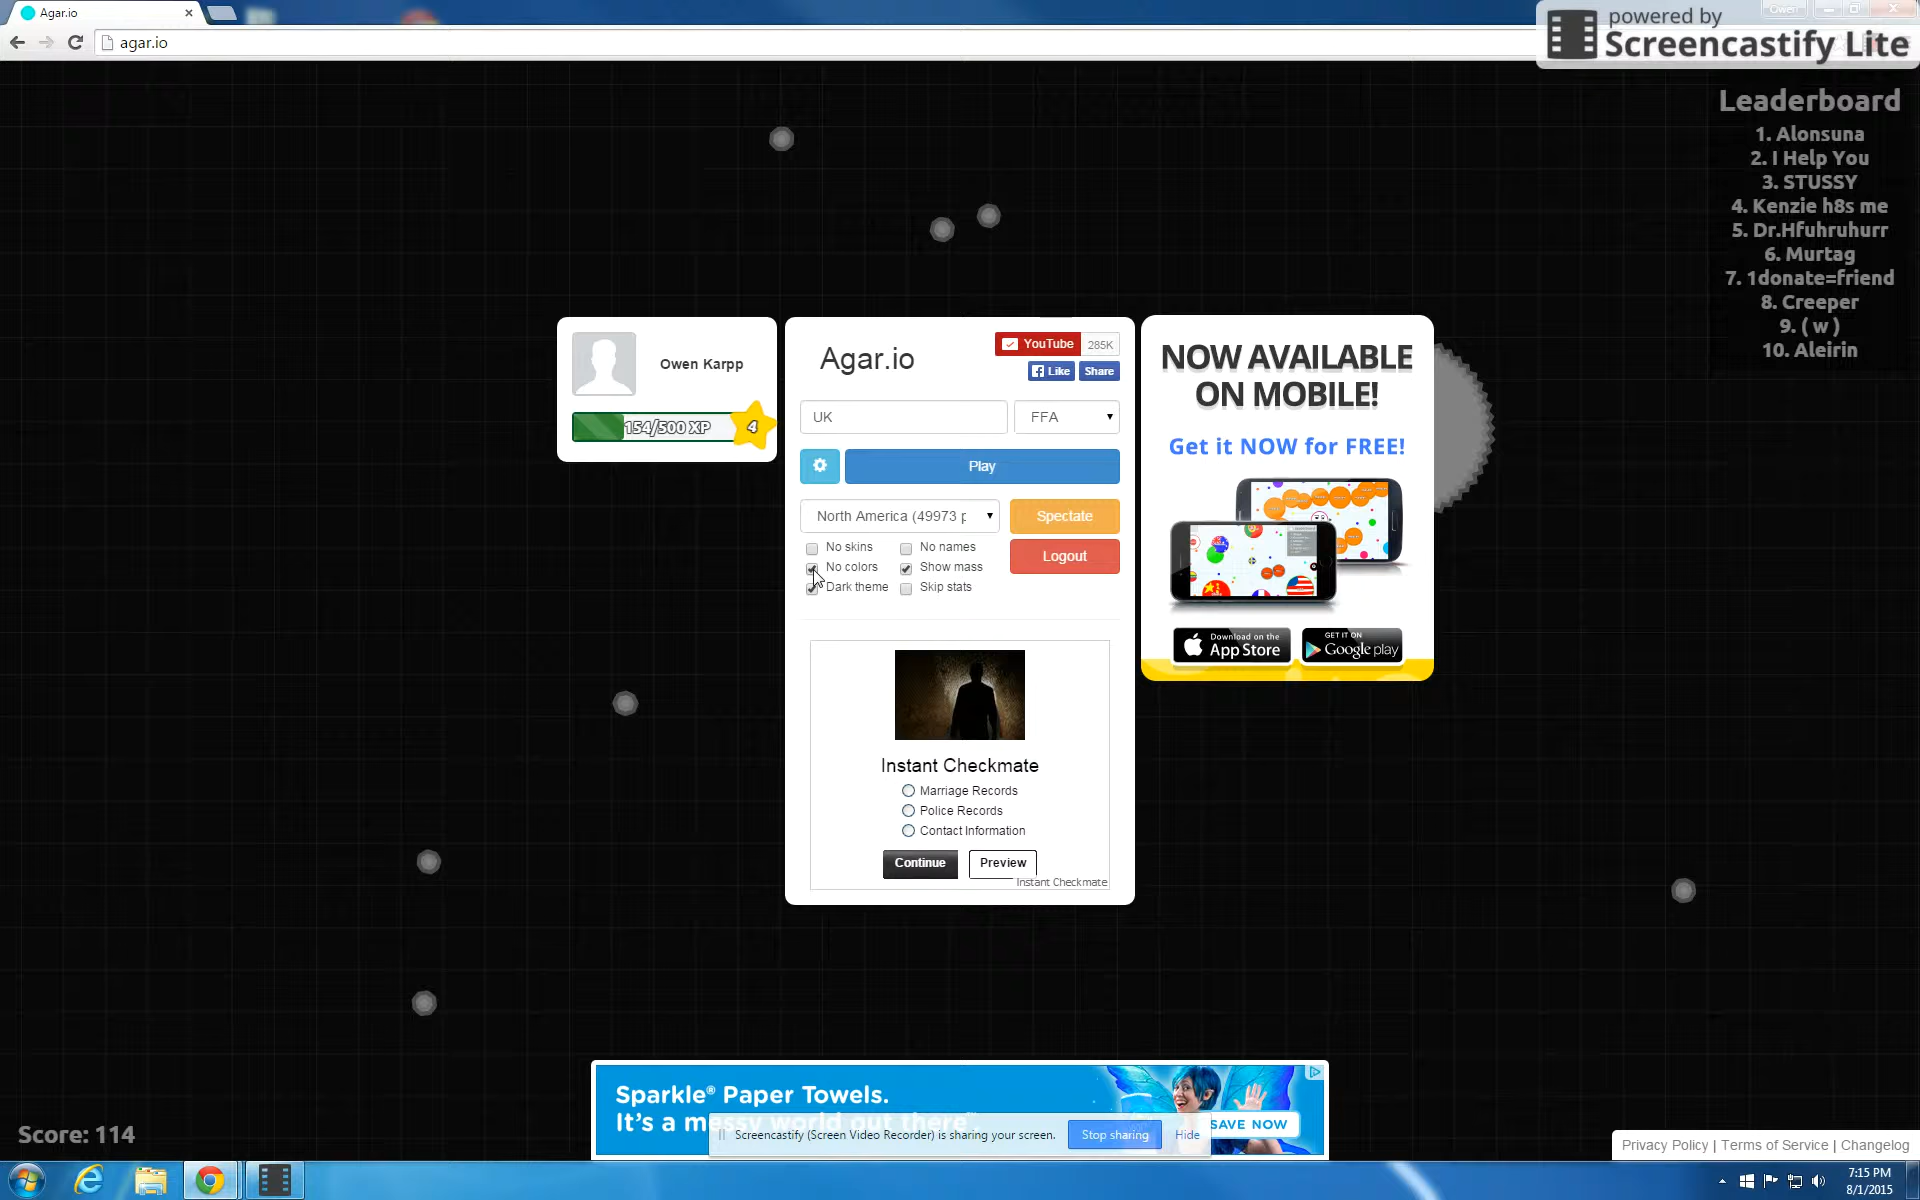 Agar.io
Owen
agar.io
powered by
Screencastify Lite
Leaderboard
1. Alonsuna
2. I Help You
3. STUSSY
4. Kenzie h8s me
5. Dr.Hfuhruhurr
6. Murtag
7. 1donate=friend
8. Creeper
9. ( w )
10. Aleirin
Owen Karpp
154/500 XP
4
Agar.io
YouTube 285K
Like Share
UK
FFA
Play
North America (49973 p
Spectate
No skins
No names
Logout
No colors
Show mass
Dark theme
Skip stats
Instant Checkmate
Marriage Records
Police Records
Contact Information
Continue
Preview
Instant Checkmate
NOW AVAILABLE
ON MOBILE!
Get it NOW for FREE!
Download on the
App Store
GET IT ON
Google play
Sparkle® Paper Towels.
It's a messy world out there
SAVE NOW
Screencastify (Screen Video Recorder) is sharing your screen.
Stop sharing
Hide
Score: 114
Privacy Policy | Terms of Service | Changelog
7:15 PM
8/1/2015